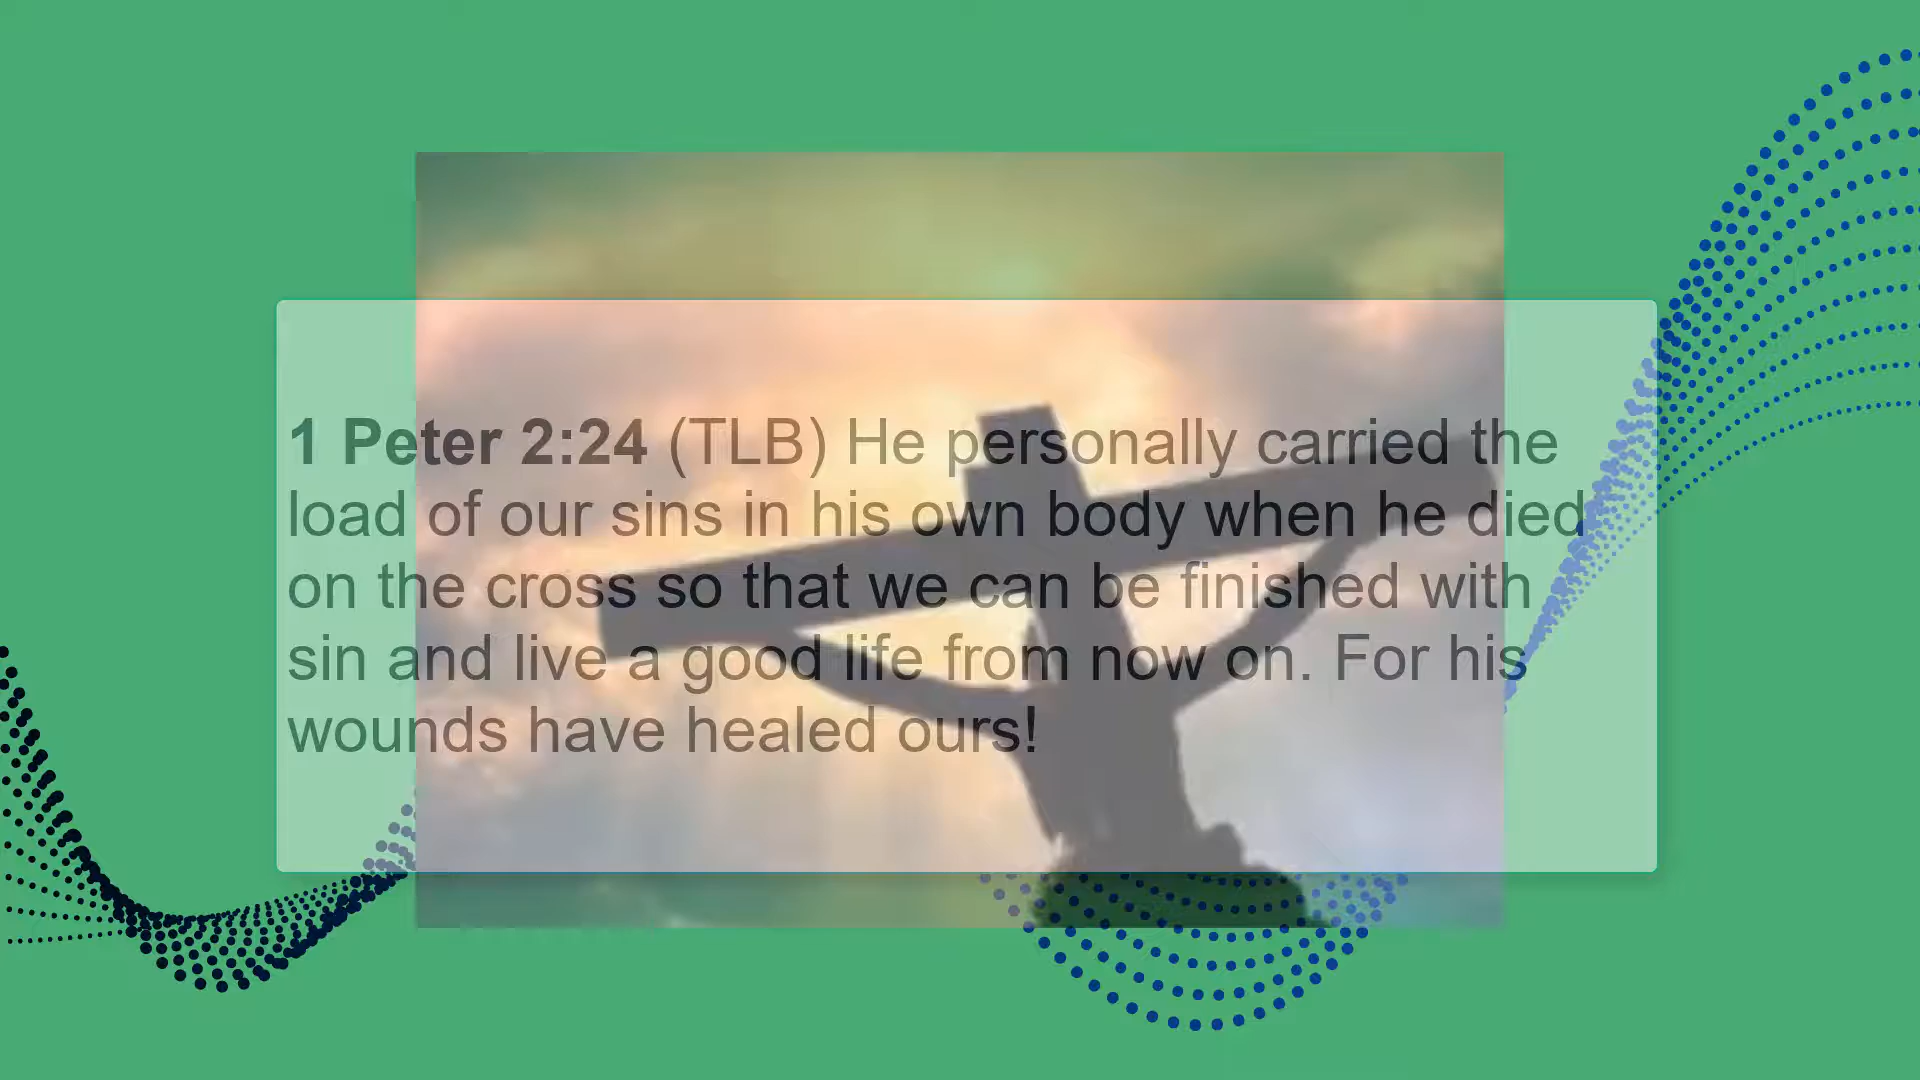 1 Peter 2:24 (TLB) He personally carried the
load of our sins in his own body when he died
on the cross so that we can be finished with
sin and live a good life from now on. For his
wounds have healed ours!